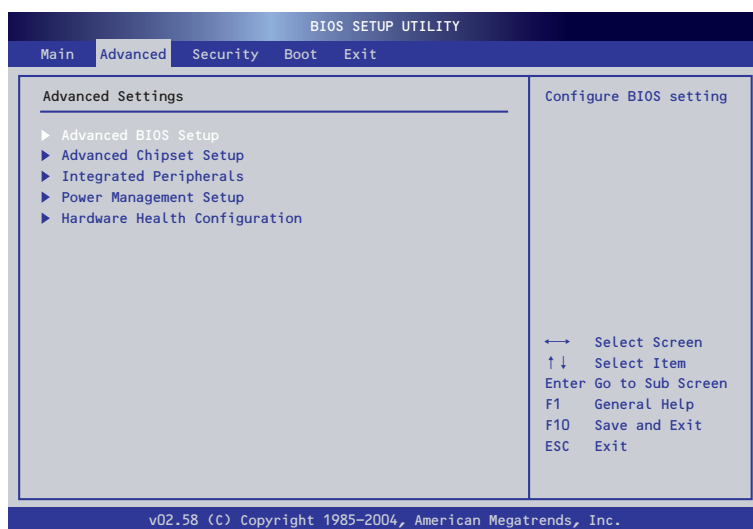 BIOS SETUP UTILITY
Main Advanced Security Boot Exit
Advanced Settings
Advanced BIOS Setup
Advanced Chipset Setup
Integrated Peripherals
Power Management Setup
Hardware Health Configuration
Configure BIOS setting
←→ Select Screen
↑↓ Select Item
Enter Go to Sub Screen
F1 General Help
F10 Save and Exit
ESC Exit
v02.58 (C) Copyright 1985-2004, American Megatrends, Inc.